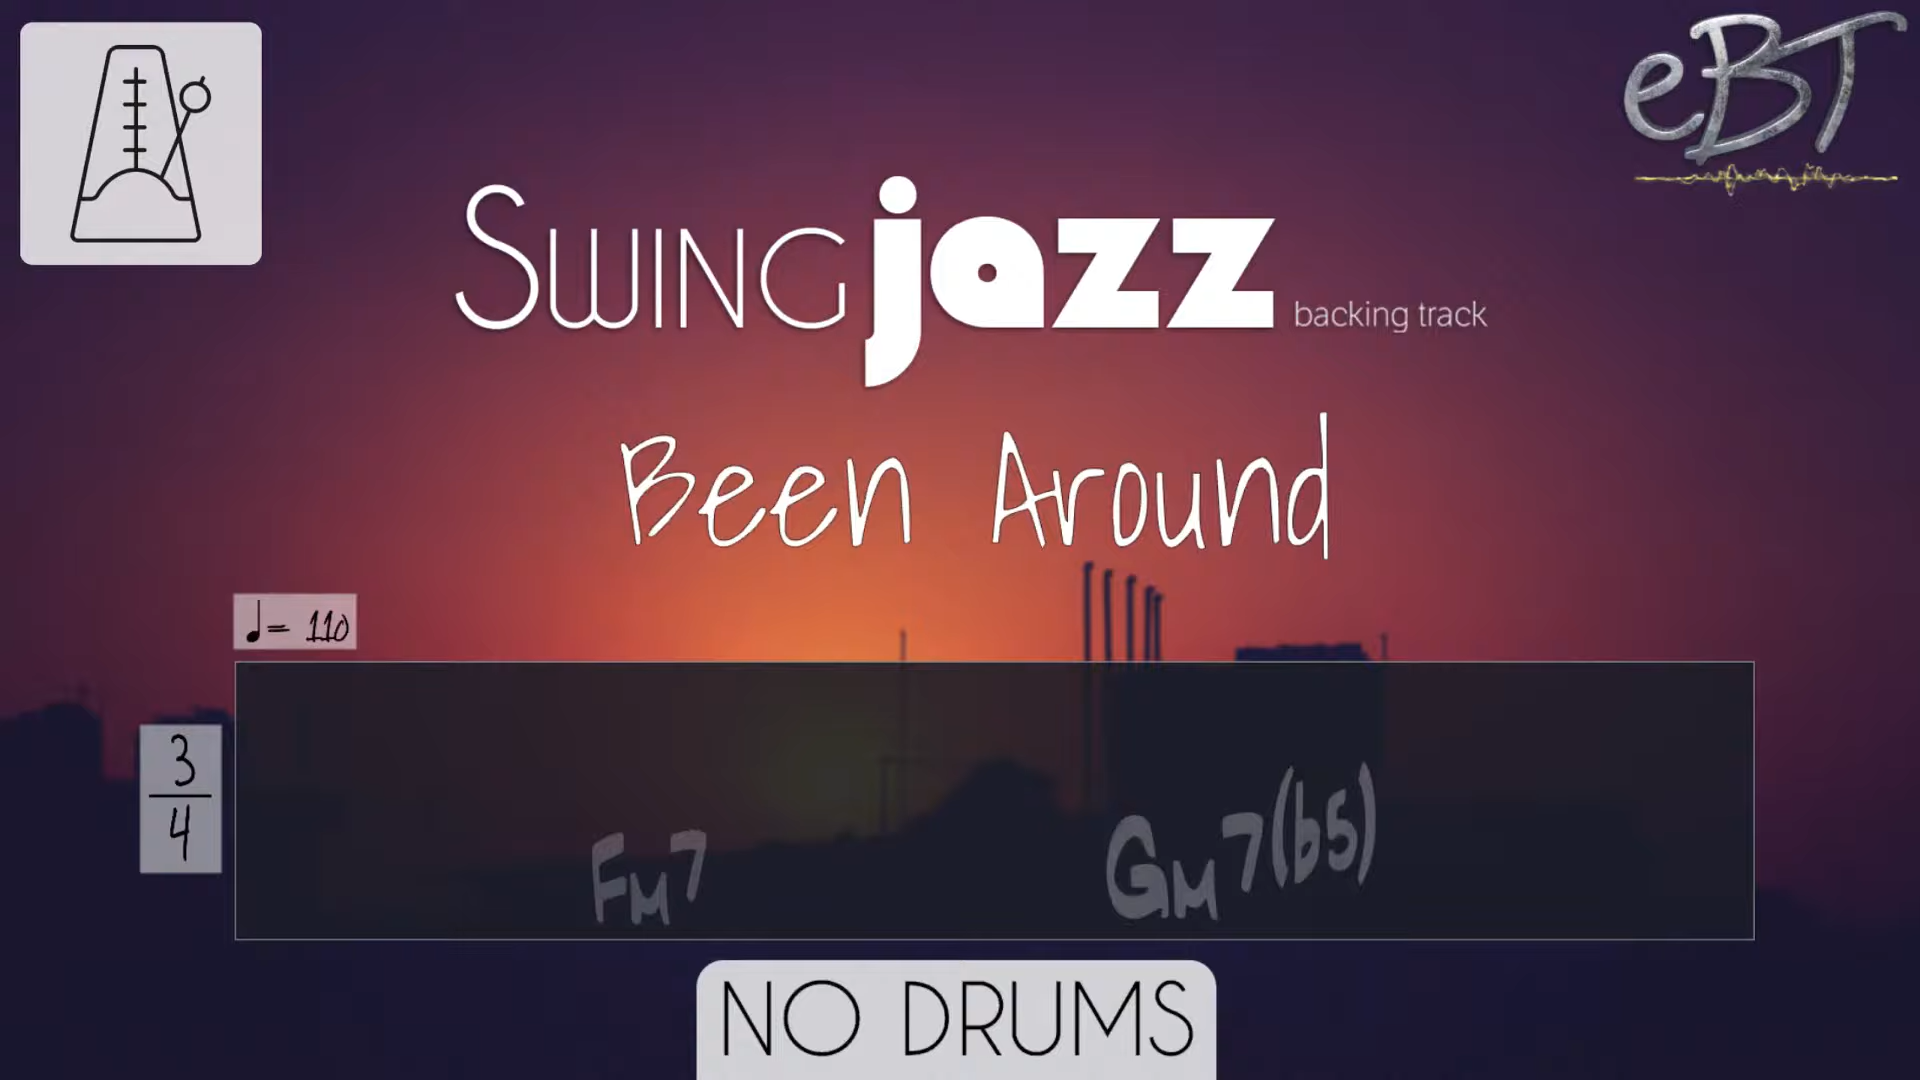 eBT
Swing jazz backing track
Been Around
♩= 110
3
4
FM7 GM7(b5)
NO DRUMS